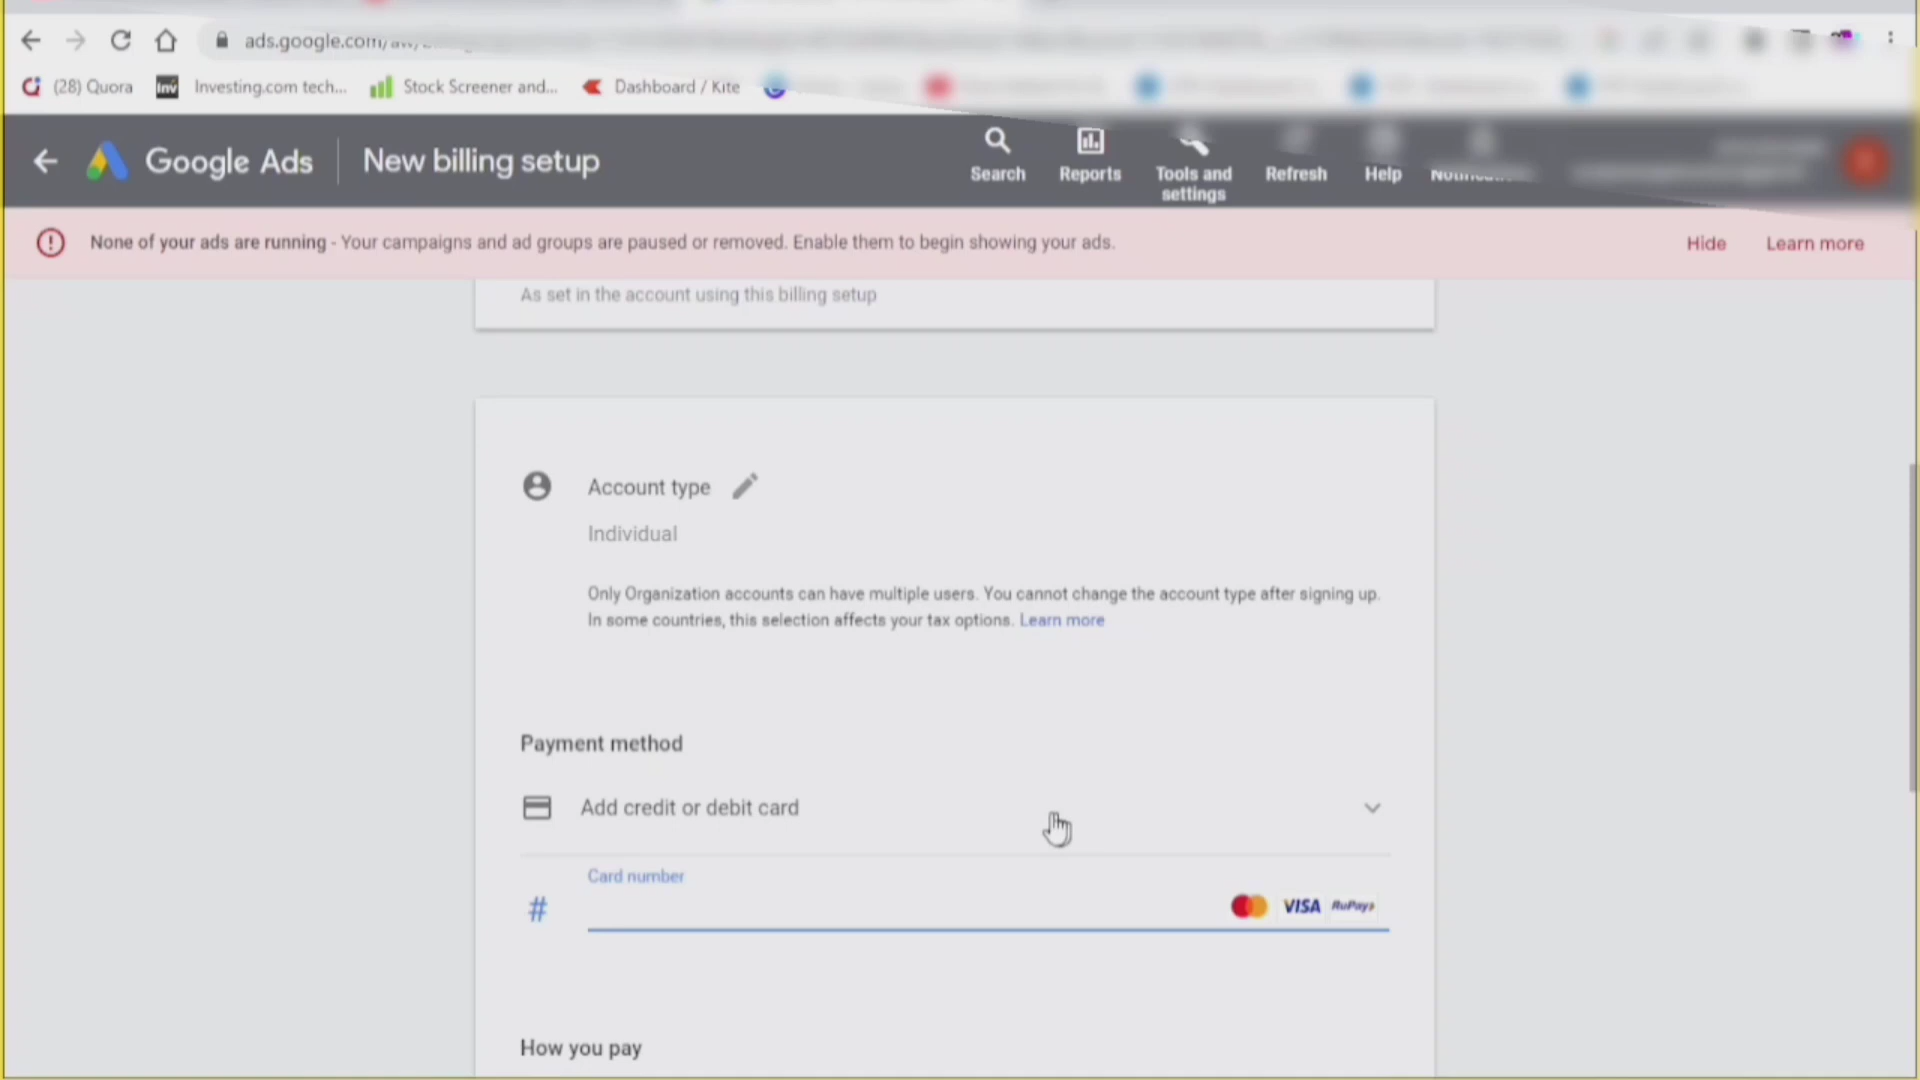 ads.google.com/aw/
(28) Quora
Investing.com tech...
Stock Screener and...
Dashboard / Kite
Google Ads
New billing setup
Search
Reports
Tools and
settings
Refresh
Help
None of your ads are running - Your campaigns and ad groups are paused or removed. Enable them to begin showing your ads.
Hide
Learn more
As set in the account using this billing setup
Account type
Individual
Only Organization accounts can have multiple users. You cannot change the account type after signing up.
In some countries, this selection affects your tax options. Learn more
Payment method
Add credit or debit card
Card number
#
VISA
RuPay
How you pay